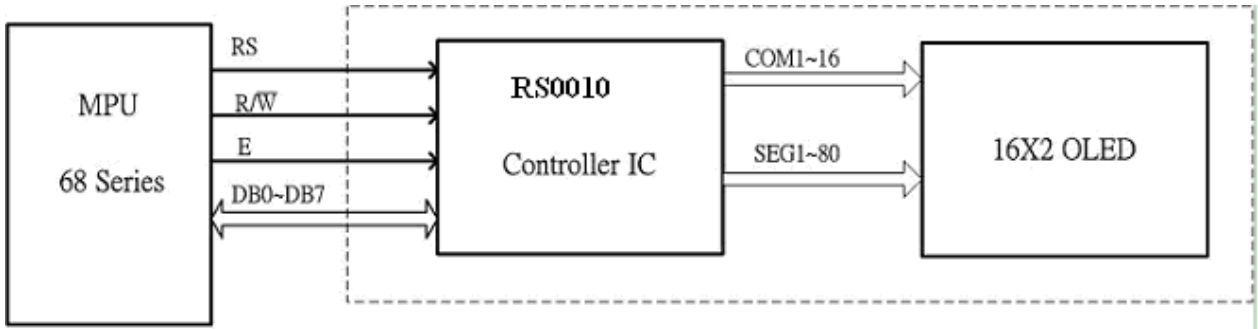 MPU
68 Series
RS
R/W̅
E
DB0~DB7
RS0010
Controller IC
COM1~16
SEG1~80
16X2 OLED